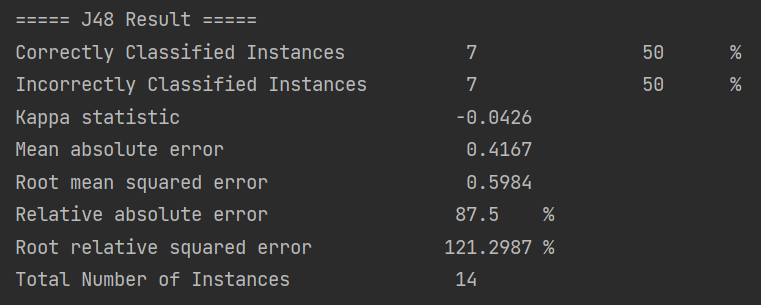 ===== J48 Result =====
Correctly Classified Instances           7               50      %
Incorrectly Classified Instances         7               50      %
Kappa statistic                         -0.0426
Mean absolute error                      0.4167
Root mean squared error                  0.5984
Relative absolute error                 87.5    %
Root relative squared error            121.2987 %
Total Number of Instances               14